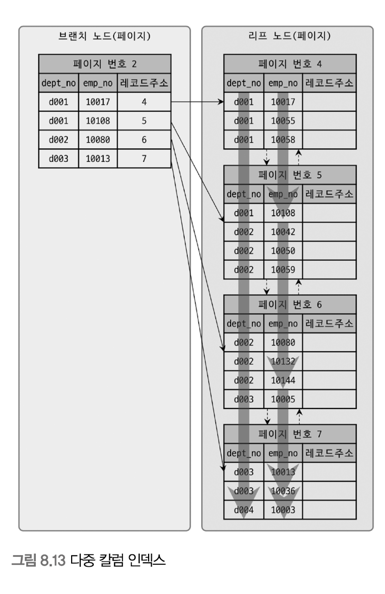 브랜치 노드(페이지)
페이지 번호 2
dept_no emp_no 레코드주소
d001 10017 4
d001 10108 5
d002 10080 6
d003 10013 7
리프 노드(페이지)
페이지 번호 4
dept_no emp_no 레코드주소
d001 10017
d001 10055
d001 10058
페이지 번호 5
dept_no emp_no 레코드주소
d001 10108
d002 10042
d002 10050
d002 10059
페이지 번호 6
dept_no emp_no 레코드주소
d002 10080
d002 10132
d002 10144
d003 10005
페이지 번호 7
dept_no emp_no 레코드주소
d003 10013
d003 10036
d004 10003
그림 8.13 다중 칼럼 인덱스